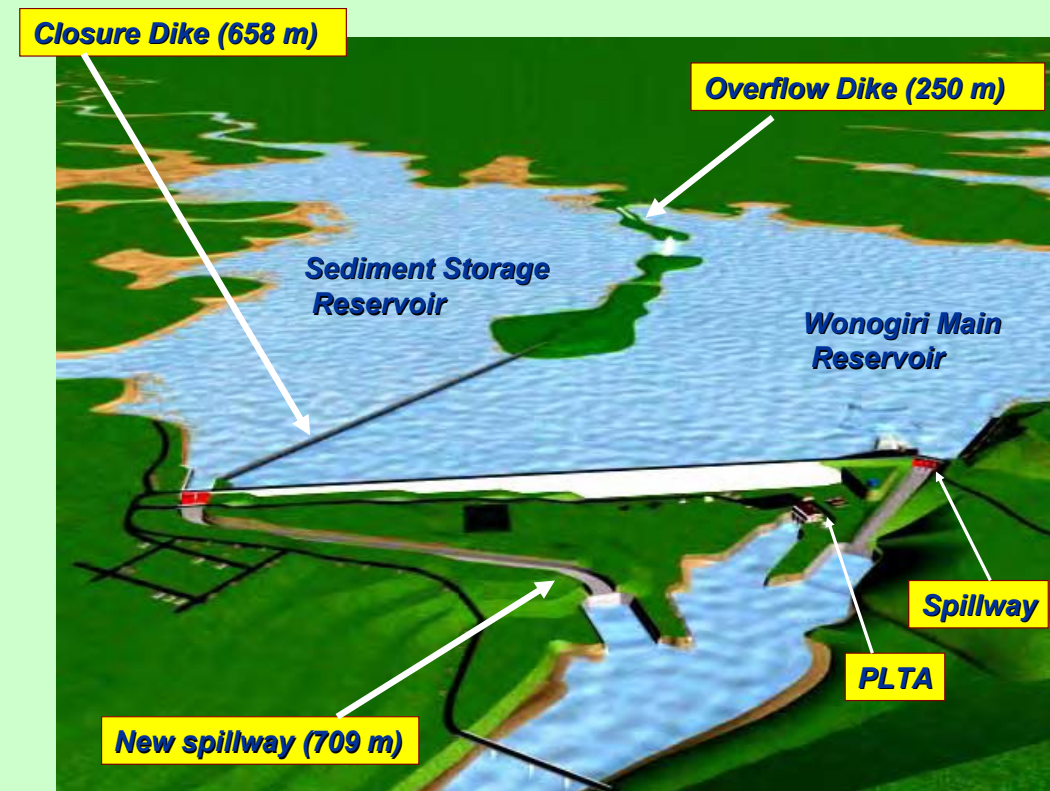 Closure Dike (658 m)
Overflow Dike (250 m)
Sediment Storage
Reservoir
Wonogiri Main
Reservoir
Spillway
PLTA
New spillway (709 m)